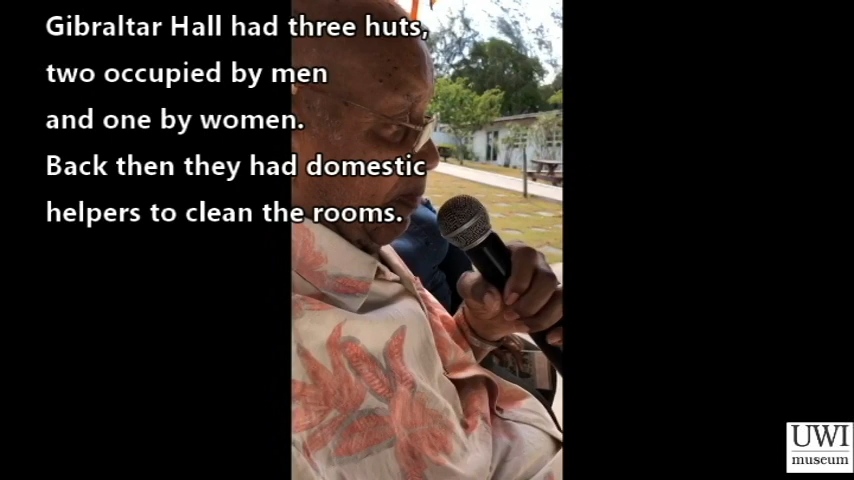 Gibraltar Hall had three huts,
two occupied by men
and one by women.
Back then they had domestic
helpers to clean the rooms.
UWI
museum